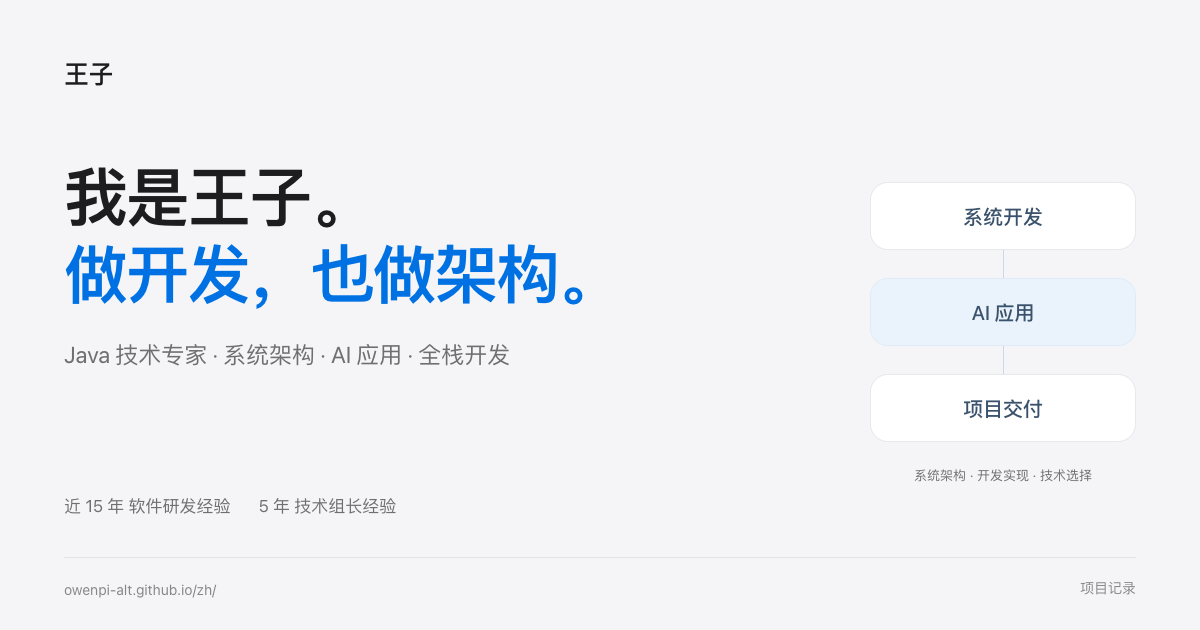 王子
我是王子。
做开发，也做架构。
Java 技术专家 · 系统架构 · AI 应用 · 全栈开发
近 15 年 软件研发经验 5 年 技术组长经验
系统开发
AI 应用
项目交付
系统架构 · 开发实现 · 技术选择
owenpi-alt.github.io/zh/
项目记录